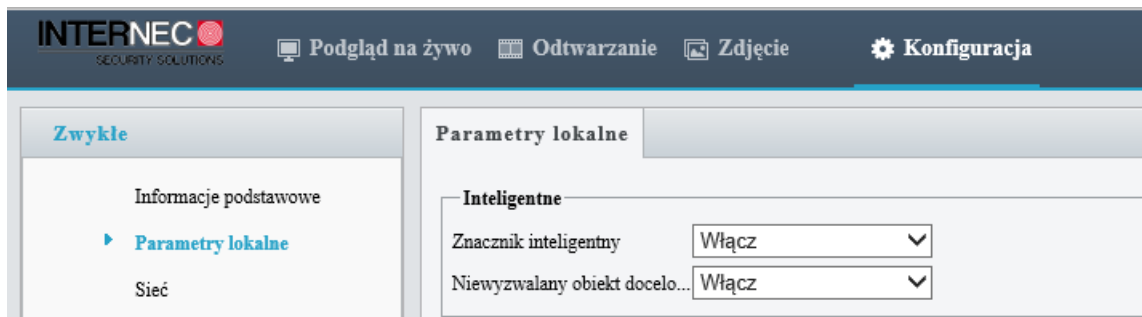 INTERNEC
SECURITY SOLUTIONS
Podgląd na żywo Odtwarzanie Zdjęcie Konfiguracja
Zwykłe
Parametry lokalne
Informacje podstawowe
Parametry lokalne
Sieć
Inteligentne
Znacznik inteligentny Włącz
Niewyzwalany obiekt docelo... Włącz